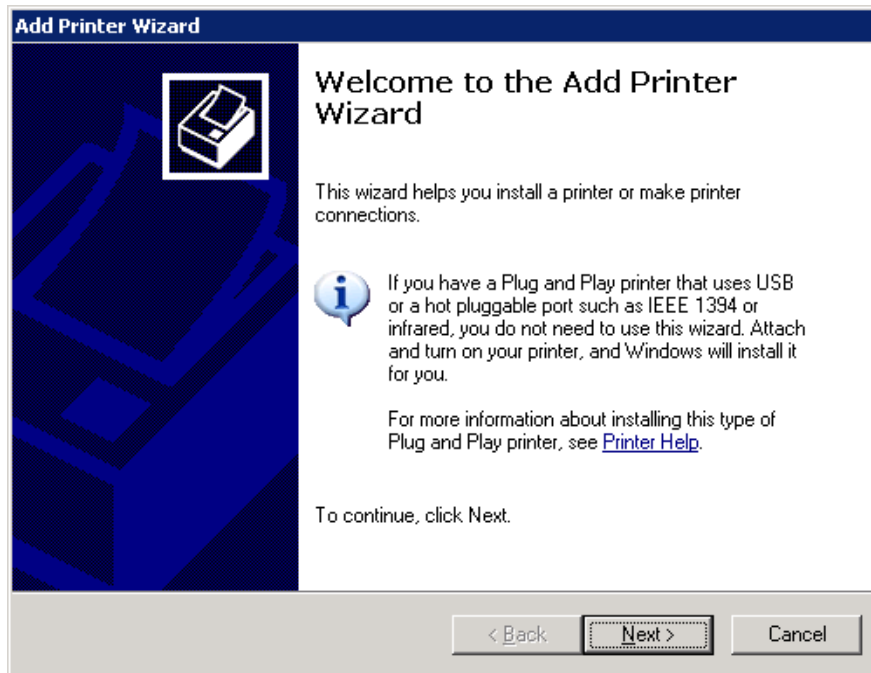 Add Printer Wizard
Welcome to the Add Printer
Wizard
This wizard helps you install a printer or make printer
connections.
If you have a Plug and Play printer that uses USB
or a hot pluggable port such as IEEE 1394 or
infrared, you do not need to use this wizard. Attach
and turn on your printer, and Windows will install it
for you.
For more information about installing this type of
Plug and Play printer, see Printer Help.
To continue, click Next.
< Back
Next >
Cancel